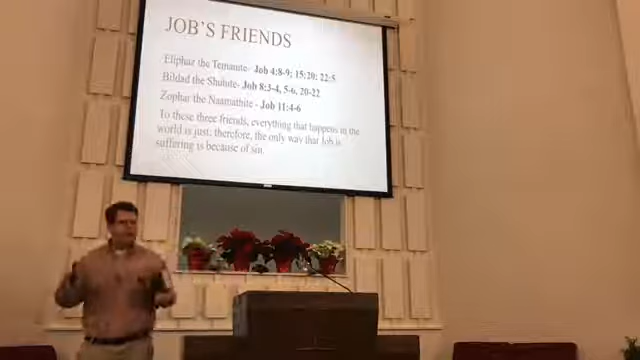 JOB'S FRIENDS
Eliphaz the Temanite- Job 4:8-9; 15:20; 22:5
Bildad the Shuhite- Job 8:3-4, 5-6, 20-22
Zophar the Naamathite - Job 11:4-6
To these three friends, everything that happens in the
world is just; therefore, the only way that Job is
suffering is because of sin.